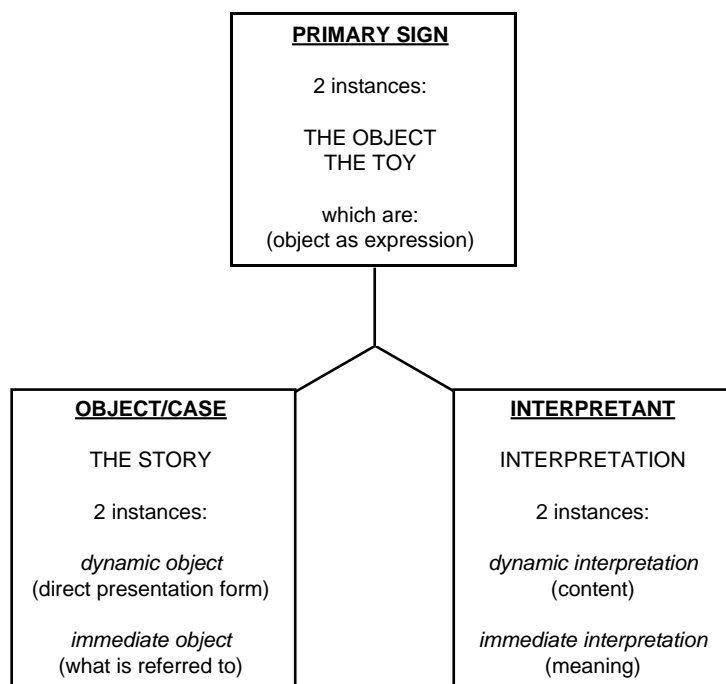 PRIMARY SIGN
2 instances:
THE OBJECT
THE TOY
which are:
(object as expression)
OBJECT/CASE
THE STORY
2 instances:
dynamic object
(direct presentation form)
immediate object
(what is referred to)
INTERPRETANT
INTERPRETATION
2 instances:
dynamic interpretation
(content)
immediate interpretation
(meaning)